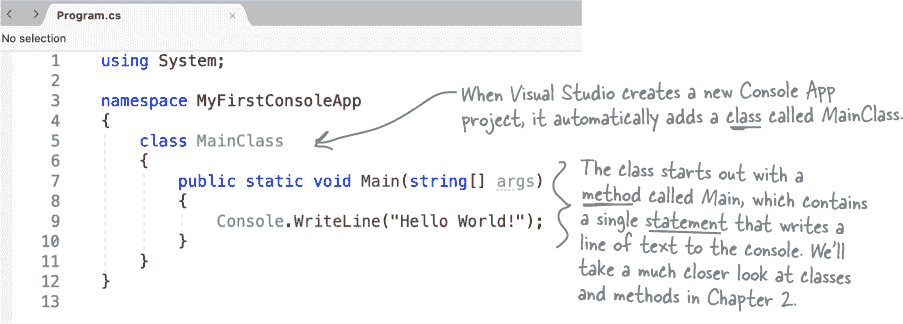 Program.cs
No selection
1 using System;
2
3 namespace MyFirstConsoleApp
4 {
5 class MainClass
6 {
7 public static void Main(string[] args)
8 {
9 Console.WriteLine("Hello World!");
10 }
11 }
12 }
13
When Visual Studio creates a new Console App
project, it automatically adds a class called MainClass.
The class starts out with a
method called Main, which contains
a single statement that writes a
line of text to the console. We'll
take a much closer look at classes
and methods in Chapter 2.